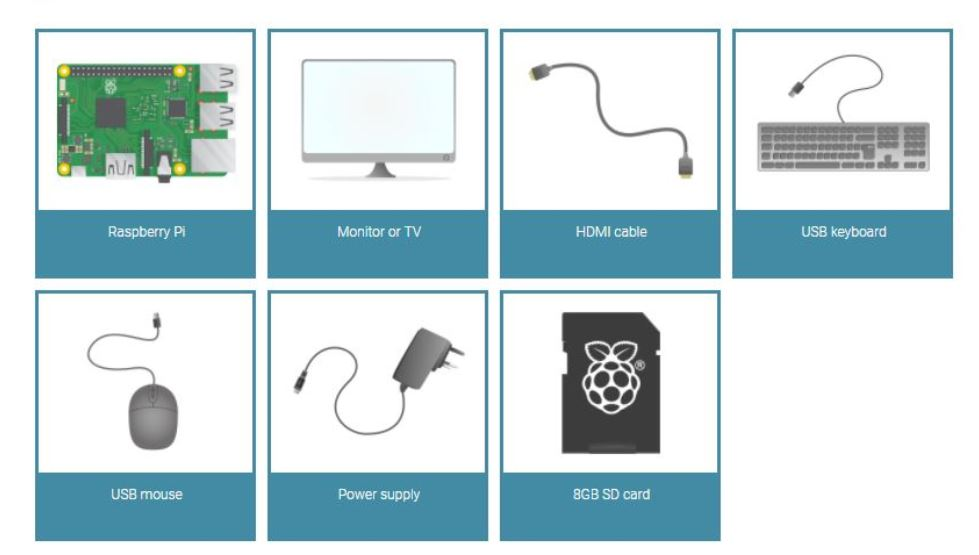 Raspberry Pi
Monitor or TV
HDMI cable
USB keyboard
USB mouse
Power supply
®
8GB SD card